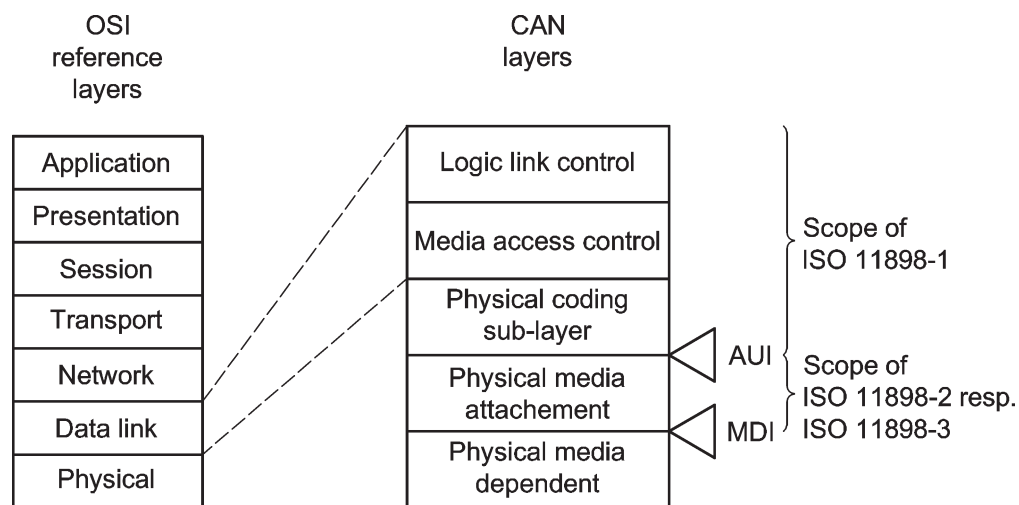 OSI
reference
layers
CAN
layers
Application
Presentation
Session
Transport
Network
Data link
Physical
Logic link control
Media access control
Physical coding
sub-layer
Physical media
attachement
Physical media
dependent
AUI
MDI
Scope of
ISO 11898-1
Scope of
ISO 11898-2 resp.
ISO 11898-3